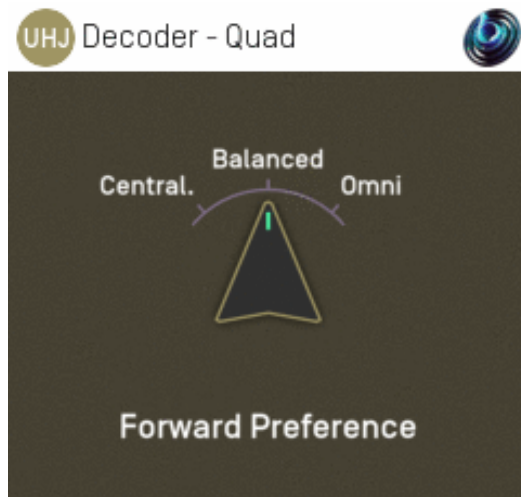 UHJ Decoder - Quad
Balanced
Central. Omni
Forward Preference